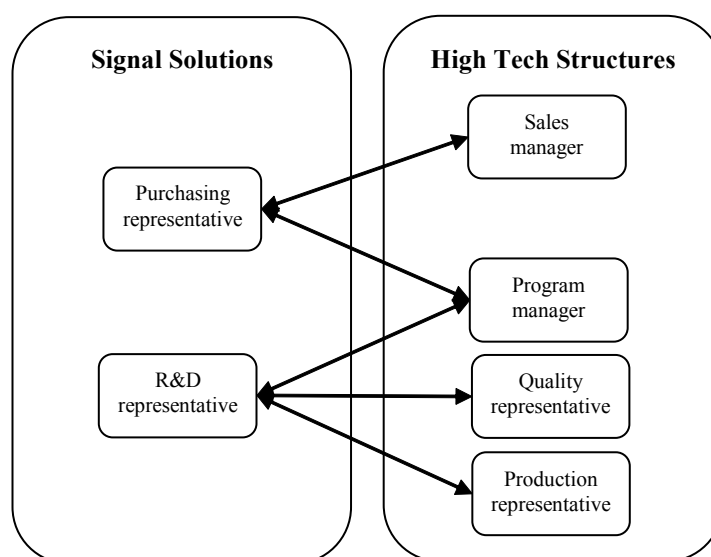 Signal Solutions
High Tech Structures
Sales
manager
Purchasing
representative
Program
manager
R&D
representative
Quality
representative
Production
representative